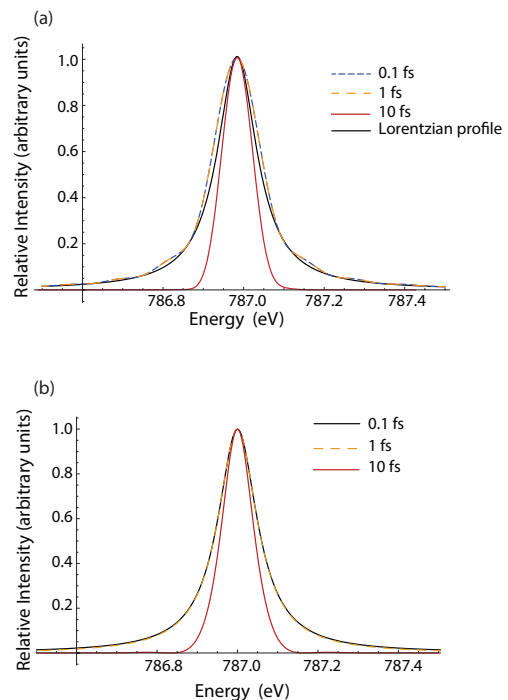 (a)
Relative Intensity (arbitrary units)
1.0
0.8
0.6
0.4
0.2
0.1 fs
1 fs
10 fs
Lorentzian profile
786.8 787.0 787.2 787.4
Energy (eV)
(b)
Relative Intensity (arbitrary units)
1.0
0.8
0.6
0.4
0.2
0.1 fs
1 fs
10 fs
786.8 787.0 787.2 787.4
Energy (eV)